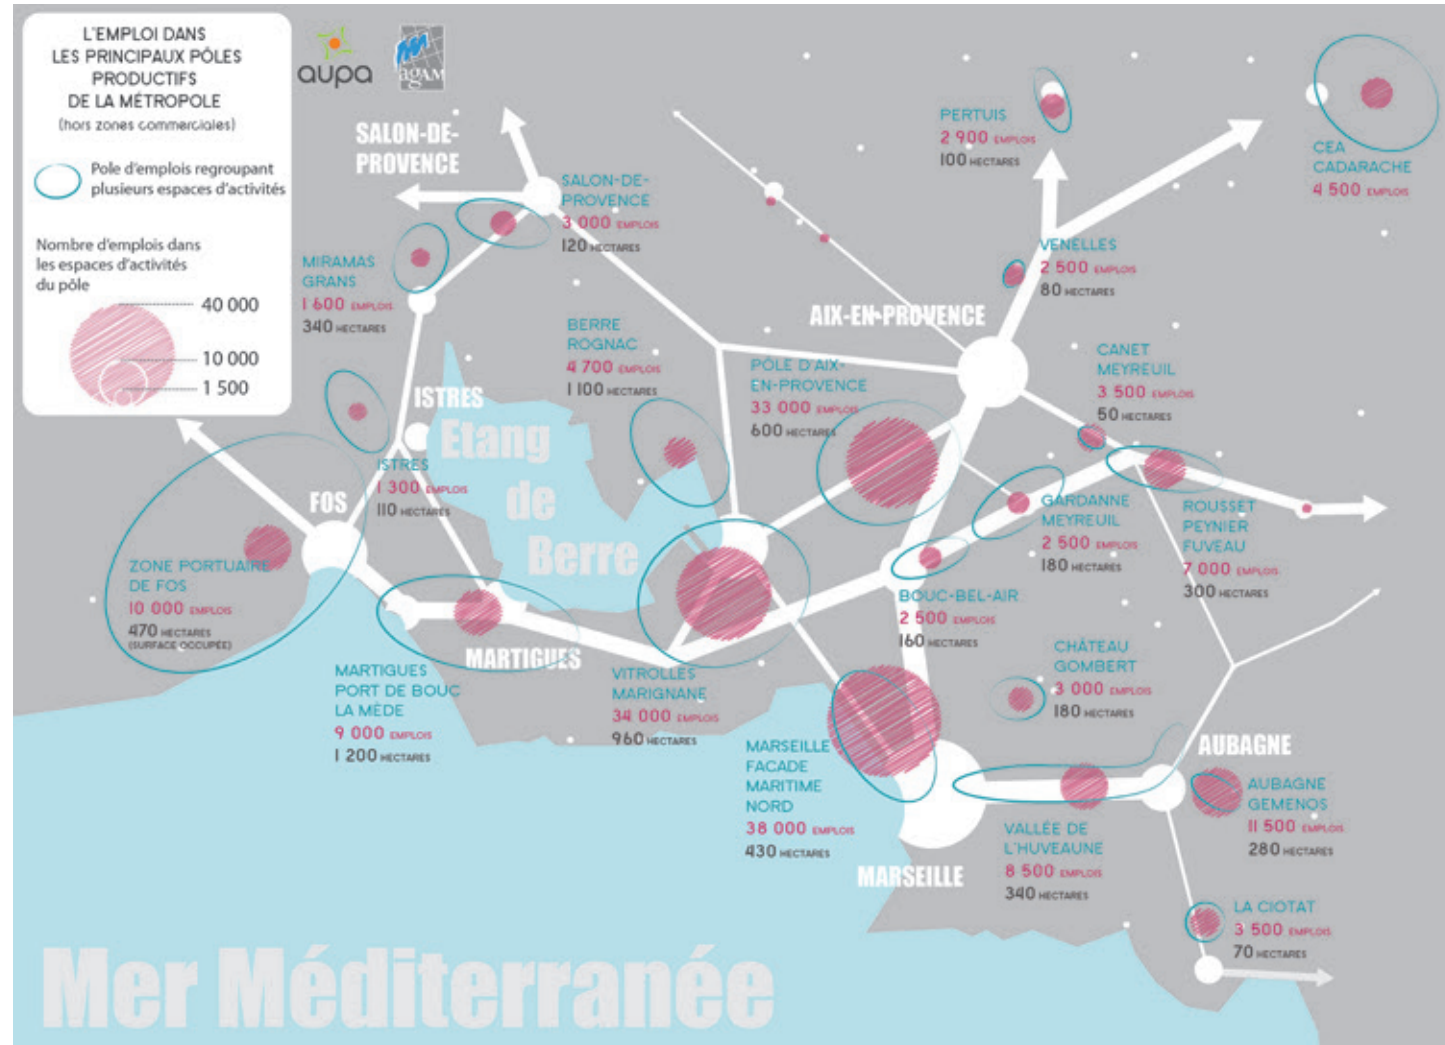 L'EMPLOI DANS
LES PRINCIPAUX PÔLES
PRODUCTIFS
DE LA MÉTROPOLE
(hors zones commerciales)
Pole d'emplois regroupant
plusieurs espaces d'activités
Nombre d'emplois dans
les espaces d'activités
du pôle
40 000
10 000
1 500
aupa
agAM
SALON-DE-
PROVENCE
SALON-DE-
PROVENCE
3 000 EMPLOIS
120 HECTARES
MIRAMAS
GRANS
1 600 EMPLOIS
340 HECTARES
PERTUIS
2 900 EMPLOIS
100 HECTARES
CEA
CADARACHE
4 500 EMPLOIS
VENELLES
2 500 EMPLOIS
80 HECTARES
AIX-EN-PROVENCE
BERRE
ROGNAC
4 700 EMPLOIS
1 100 HECTARES
PÔLE D'AIX-
EN-PROVENCE
33 000 EMPLOIS
600 HECTARES
CANET
MEYREUIL
3 500 EMPLOIS
50 HECTARES
ISTRES
Etang
de
Berre
ISTRES
1 300 EMPLOIS
110 HECTARES
FOS
ZONE PORTUAIRE
DE FOS
10 000 EMPLOIS
470 HECTARES
(SURFACE OCCUPÉE)
GARDANNE
MEYREUIL
2 500 EMPLOIS
180 HECTARES
ROUSSET
PEYNIER
FUVEAU
7 000 EMPLOIS
300 HECTARES
BOUC-BEL-AIR
2 500 EMPLOIS
160 HECTARES
MARTIGUES
MARTIGUES
PORT DE BOUC
LA MÈDE
9 000 EMPLOIS
1 200 HECTARES
VITROLLES
MARIGNANE
34 000 EMPLOIS
960 HECTARES
CHÂTEAU
GOMBERT
3 000 EMPLOIS
180 HECTARES
MARSEILLE
FACADE
MARITIME
NORD
38 000 EMPLOIS
430 HECTARES
AUBAGNE
AUBAGNE
GEMENOS
11 500 EMPLOIS
280 HECTARES
VALLÉE DE
L'HUVEAUNE
8 500 EMPLOIS
340 HECTARES
MARSEILLE
LA CIOTAT
3 500 EMPLOIS
70 HECTARES
Mer Méditerranée